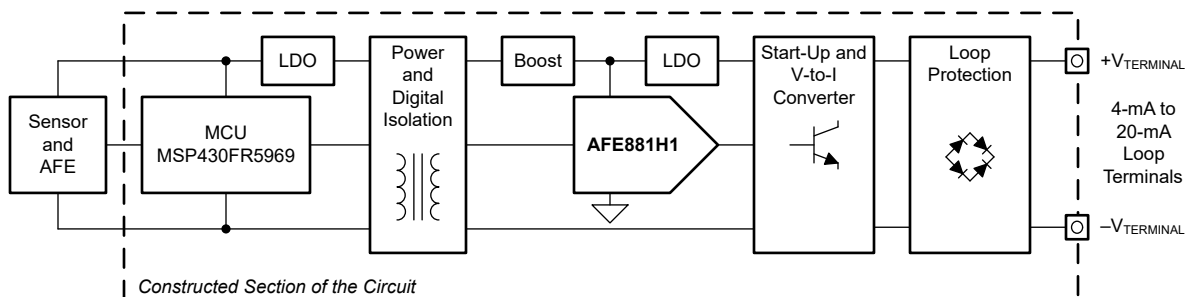 LDO
Power
and
Digital
Isolation
Boost
LDO
Start-Up and
V-to-I
Converter
Loop
Protection
+VTERMINAL
Sensor
and
AFE
MCU
MSP430FR5969
AFE881H1
4-mA to
20-mA
Loop
Terminals
–VTERMINAL
Constructed Section of the Circuit